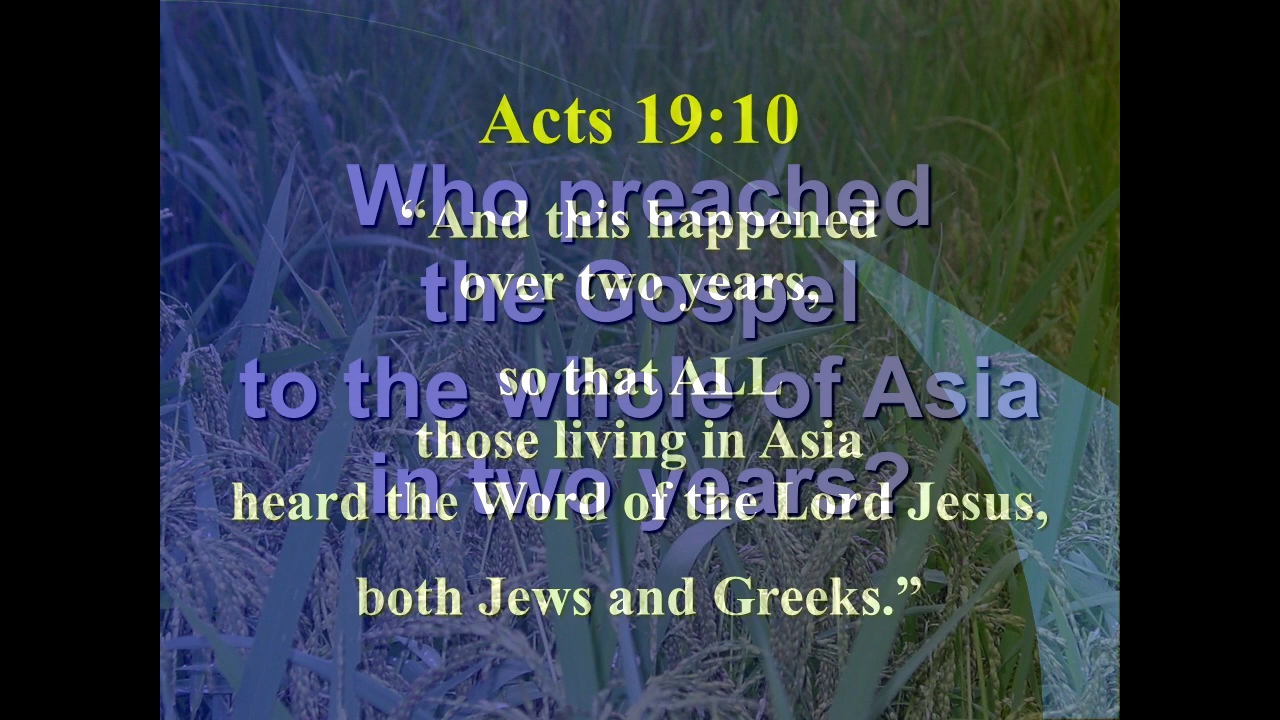 Acts 19:10
Who preached
the Gospel
to the whole of Asia
in two years?
“And this happened
over two years,
so that ALL
those living in Asia
heard the Word of the Lord Jesus,
both Jews and Greeks.”